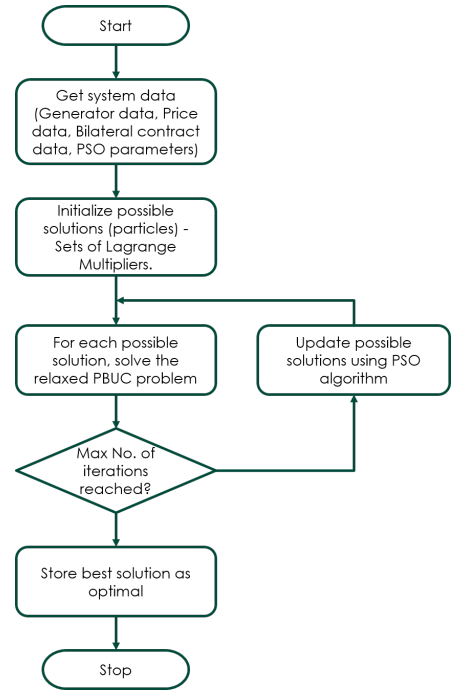 Start
Get system data
(Generator data, Price
data, Bilateral contract
data, PSO parameters)
Initialize possible
solutions (particles) -
Sets of Lagrange
Multipliers.
For each possible
solution, solve the
relaxed PBUC problem
Update possible
solutions using PSO
algorithm
Max No. of
iterations
reached?
Store best solution as
optimal
Stop